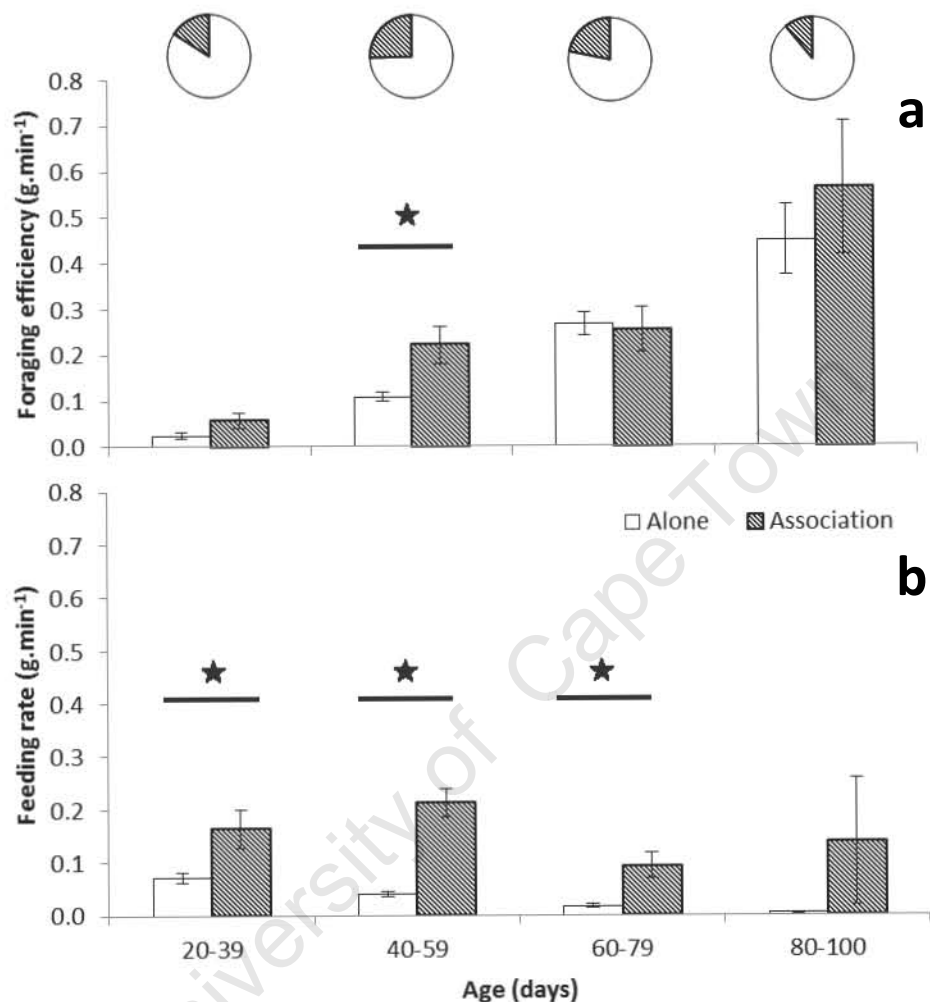 a
0.8
0.7
0.6
0.5
0.4
0.3
0.2
0.1
0.0
Foraging efficiency (g.min⁻¹)
★
b
0.8
0.7
0.6
0.5
0.4
0.3
0.2
0.1
0.0
Feeding rate (g.min⁻¹)
Alone
Association
★ ★ ★
20-39 40-59 60-79 80-100
Age (days)
University of Cape Town